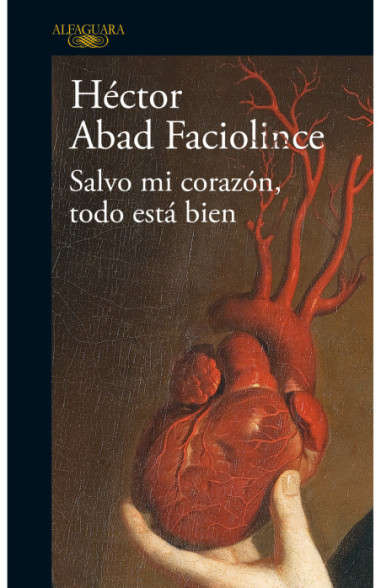 ALFAGUARA
Héctor
Abad Faciolince
Salvo mi corazón,
todo está bien